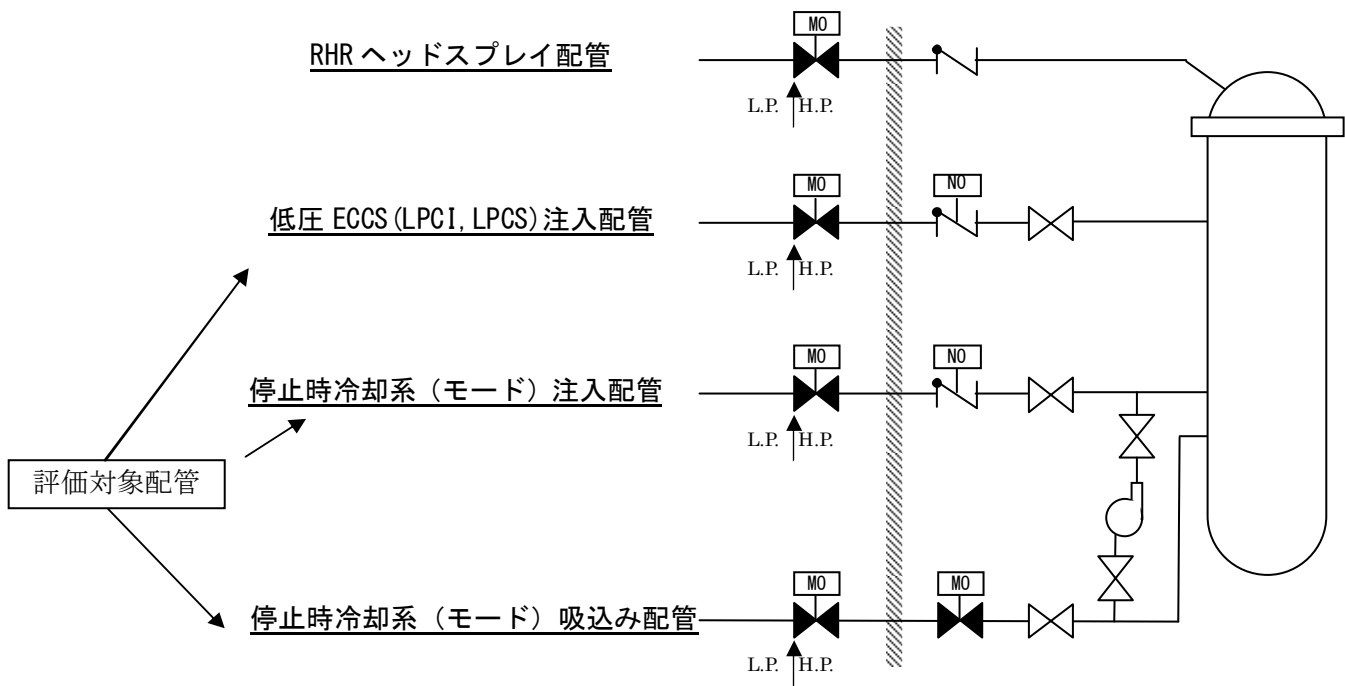 MO
RHR ヘッドスプレイ配管
L.P. H.P.
MO NO
低圧 ECCS(LPCI, LPCS)注入配管
L.P. H.P.
MO NO
停止時冷却系（モード）注入配管
L.P. H.P.
評価対象配管
MO MO
停止時冷却系（モード）吸込み配管
L.P. H.P.